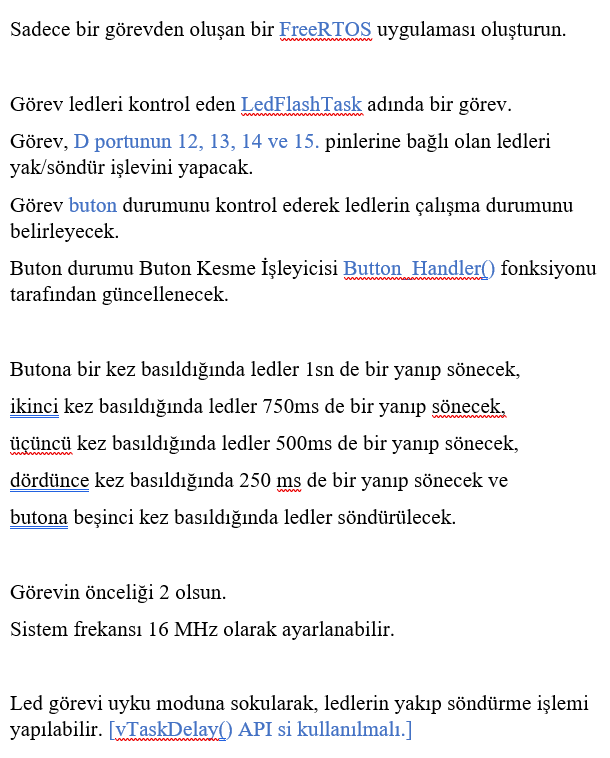 Sadece bir görevden oluşan bir FreeRTOS uygulaması oluşturun.
Görev ledleri kontrol eden LedFlashTask adında bir görev.
Görev, D portunun 12, 13, 14 ve 15. pinlerine bağlı olan ledleri
yak/söndür işlevini yapacak.
Görev buton durumunu kontrol ederek ledlerin çalışma durumunu
belirleyecek.
Buton durumu Buton Kesme İşleyicisi Button_Handler() fonksiyonu
tarafından güncellenecek.
Butona bir kez basıldığında ledler 1sn de bir yanıp sönecek,
ikinci kez basıldığında ledler 750ms de bir yanıp sönecek,
üçüncü kez basıldığında ledler 500ms de bir yanıp sönecek,
dördünce kez basıldığında 250 ms de bir yanıp sönecek ve
butona beşinci kez basıldığında ledler söndürülecek.
Görevin önceliği 2 olsun.
Sistem frekansı 16 MHz olarak ayarlanabilir.
Led görevi uyku moduna sokularak, ledlerin yakıp söndürme işlemi
yapılabilir. [vTaskDelay() API si kullanılmalı.]